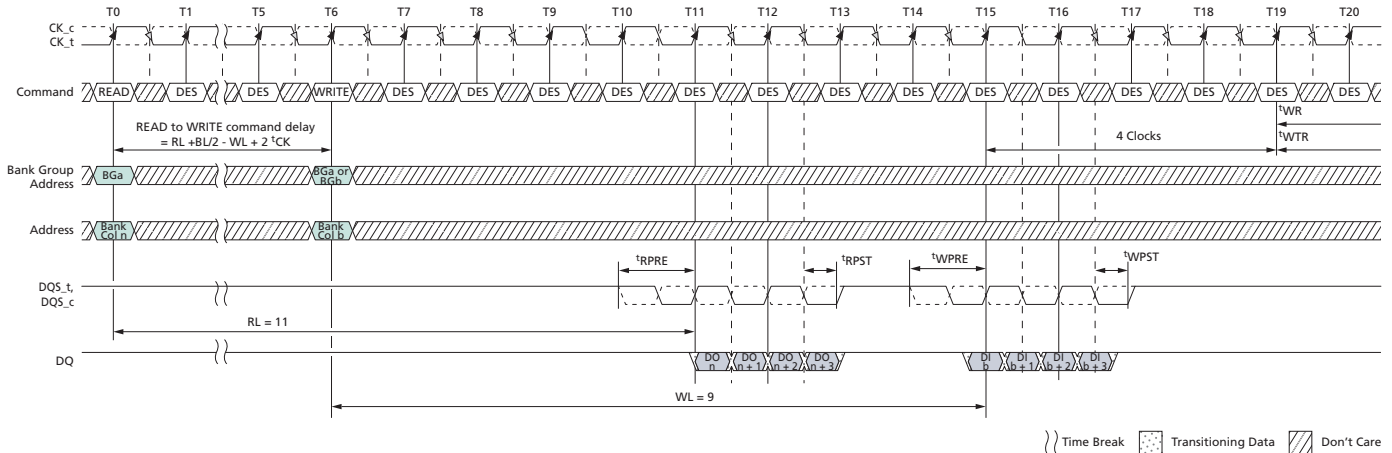 T0 T1 T5 T6 T7 T8 T9 T10 T11 T12 T13 T14 T15 T16 T17 T18 T19 T20
CK_c
CK_t
Command READ DES DES WRITE DES DES DES DES DES DES DES DES DES DES DES DES DES DES
READ to WRITE command delay
= RL +BL/2 - WL + 2 tCK
4 Clocks
tWR
tWTR
Bank Group
Address
BGa
BGa or
BGb
Address
Bank
Col n
Bank
Col b
tRPRE tRPST tWPRE tWPST
DQS_t,
DQS_c
RL = 11
DQ
DO
n
DO
n + 1
DO
n + 2
DO
n + 3
DI
b
DI
b + 1
DI
b + 2
DI
b + 3
WL = 9
Time Break Transitioning Data Don't Care